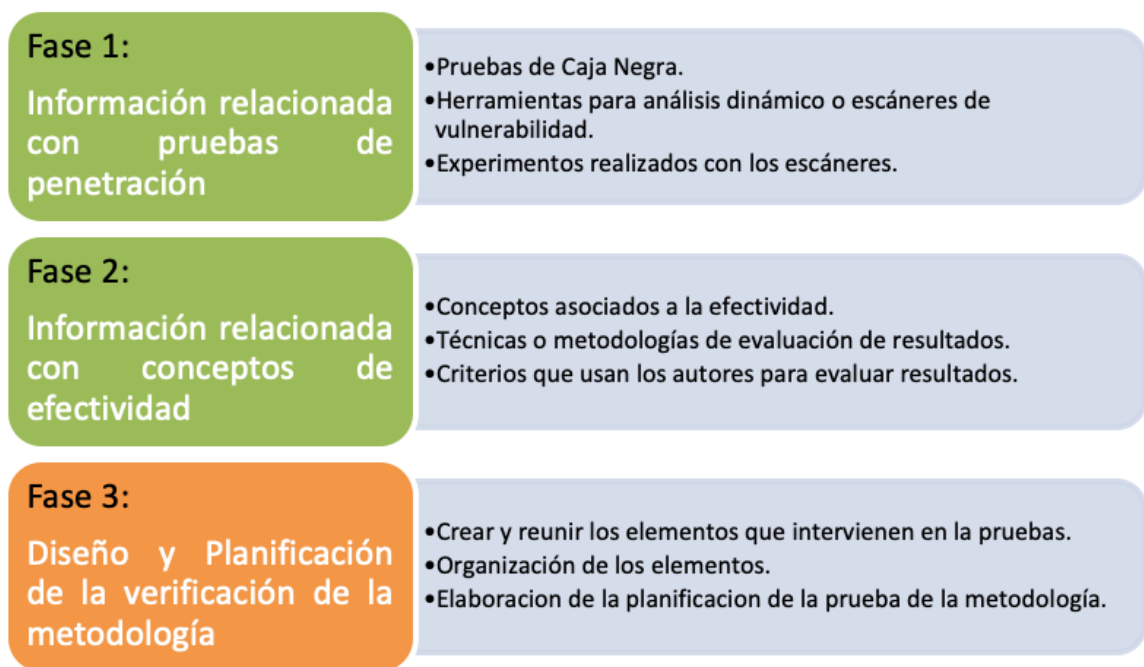 Fase 1:
Información relacionada
con pruebas de
penetración
•Pruebas de Caja Negra.
•Herramientas para análisis dinámico o escáneres de
vulnerabilidad.
•Experimentos realizados con los escáneres.
Fase 2:
Información relacionada
con conceptos de
efectividad
•Conceptos asociados a la efectividad.
•Técnicas o metodologías de evaluación de resultados.
•Criterios que usan los autores para evaluar resultados.
Fase 3:
Diseño y Planificación
de la verificación de la
metodología
•Crear y reunir los elementos que intervienen en la pruebas.
•Organización de los elementos.
•Elaboracion de la planificacion de la prueba de la metodología.